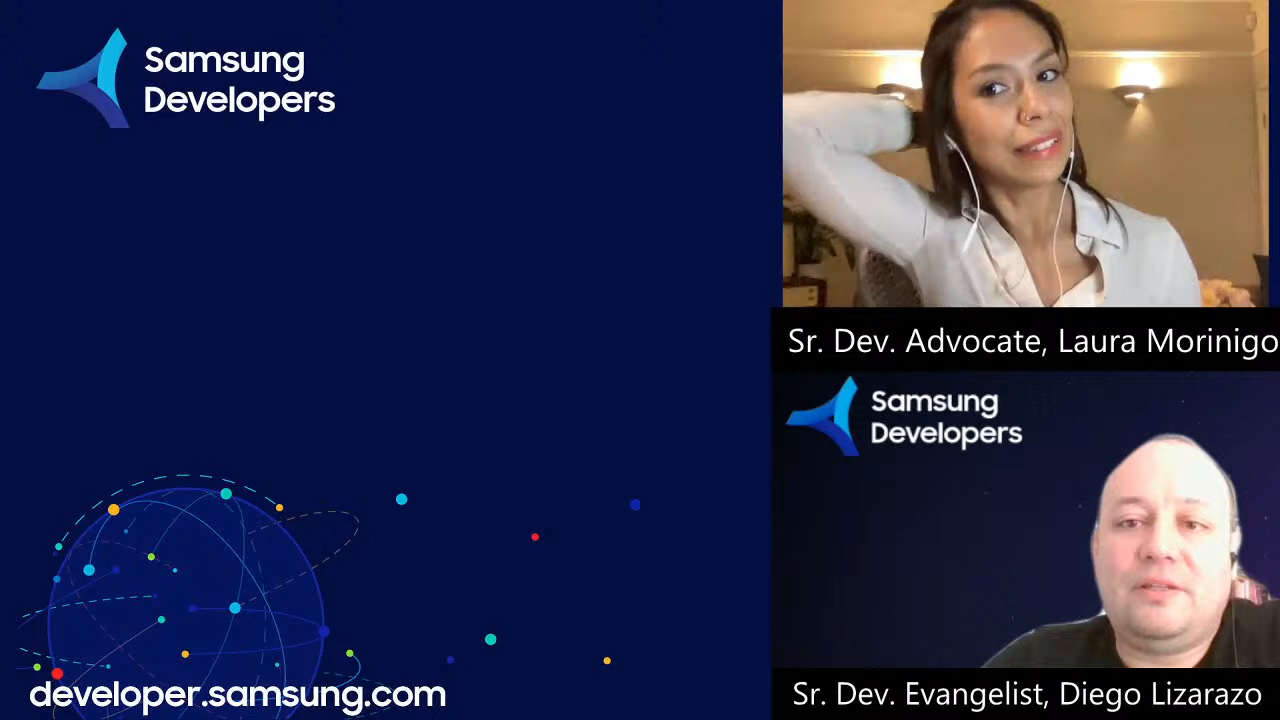 Samsung
Developers
Sr. Dev. Advocate, Laura Morinigo
Samsung
Developers
developer.samsung.com
Sr. Dev. Evangelist, Diego Lizarazo